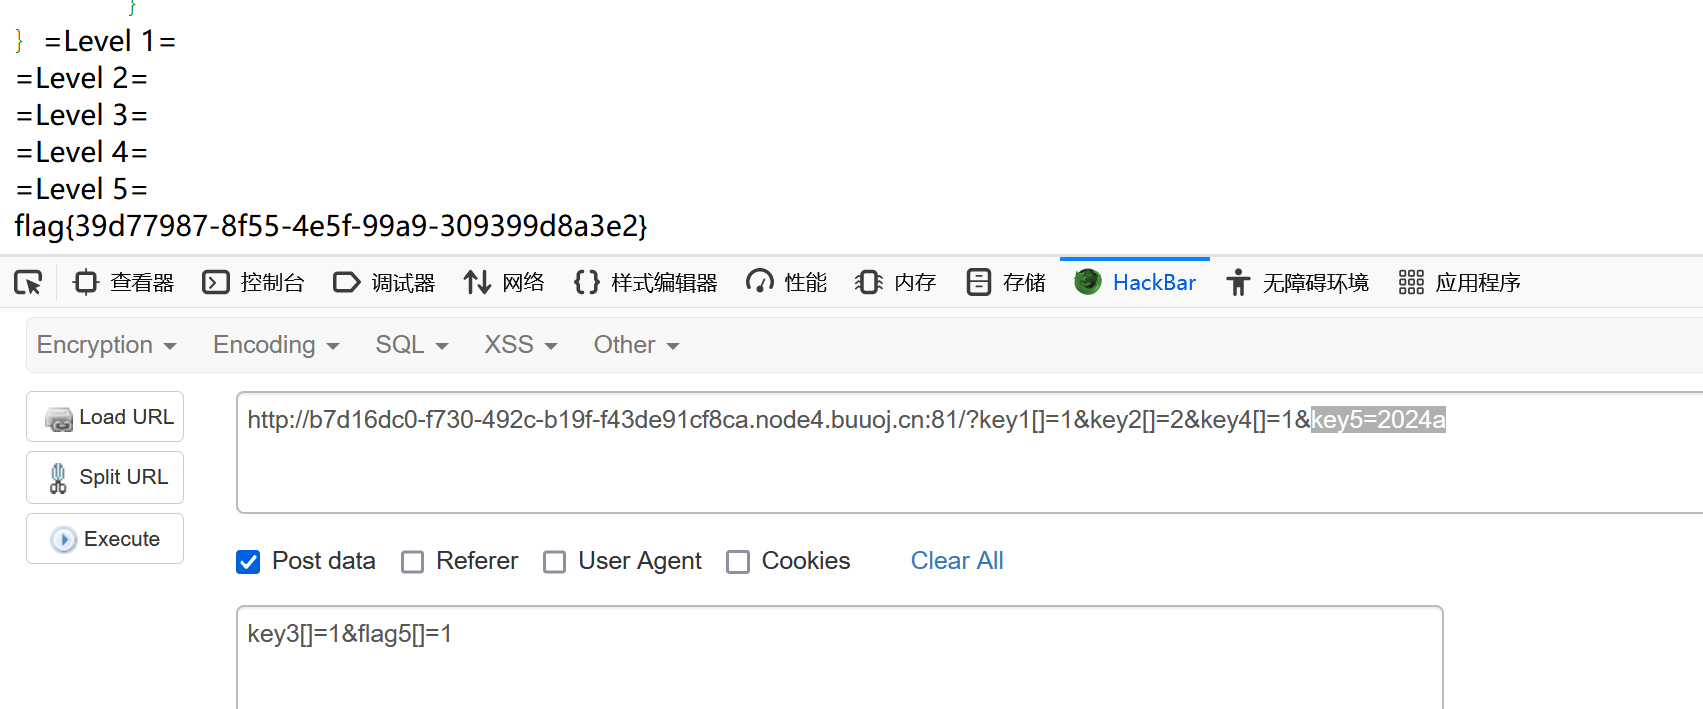 }
} =Level 1=
=Level 2=
=Level 3=
=Level 4=
=Level 5=
flag{39d77987-8f55-4e5f-99a9-309399d8a3e2}
查看器 控制台 调试器 网络 样式编辑器 性能 内存 存储 HackBar 无障碍环境 应用程序
Encryption Encoding SQL XSS Other
Load URL
http://b7d16dc0-f730-492c-b19f-f43de91cf8ca.node4.buuoj.cn:81/?key1[]=1&key2[]=2&key4[]=1&key5=2024a
Split URL
Execute
Post data Referer User Agent Cookies Clear All
key3[]=1&flag5[]=1